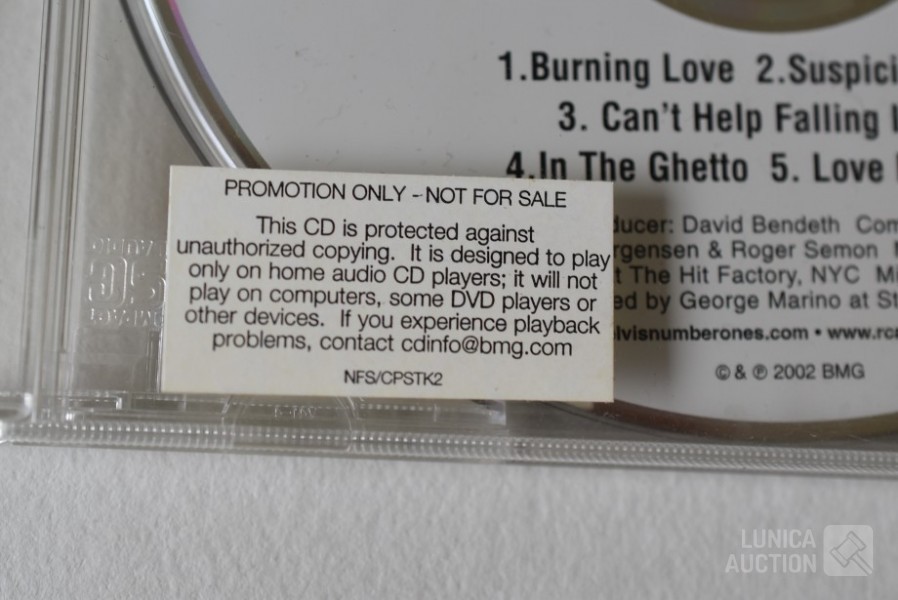 1.Burning Love 2.Suspici
3. Can't Help Falling L
4.In The Ghetto 5. Love
PROMOTION ONLY - NOT FOR SALE
This CD is protected against
unauthorized copying. It is designed to play
only on home audio CD players; it will not
play on computers, some DVD players or
other devices. If you experience playback
problems, contact cdinfo@bmg.com
NFS/CPSTK2
ducer: David Bendeth Com
rgensen & Roger Semon
t The Hit Factory, NYC Mi
ed by George Marino at St
lvisnumberones.com • www.rca
© & ℗ 2002 BMG
LUNICA
AUCTION